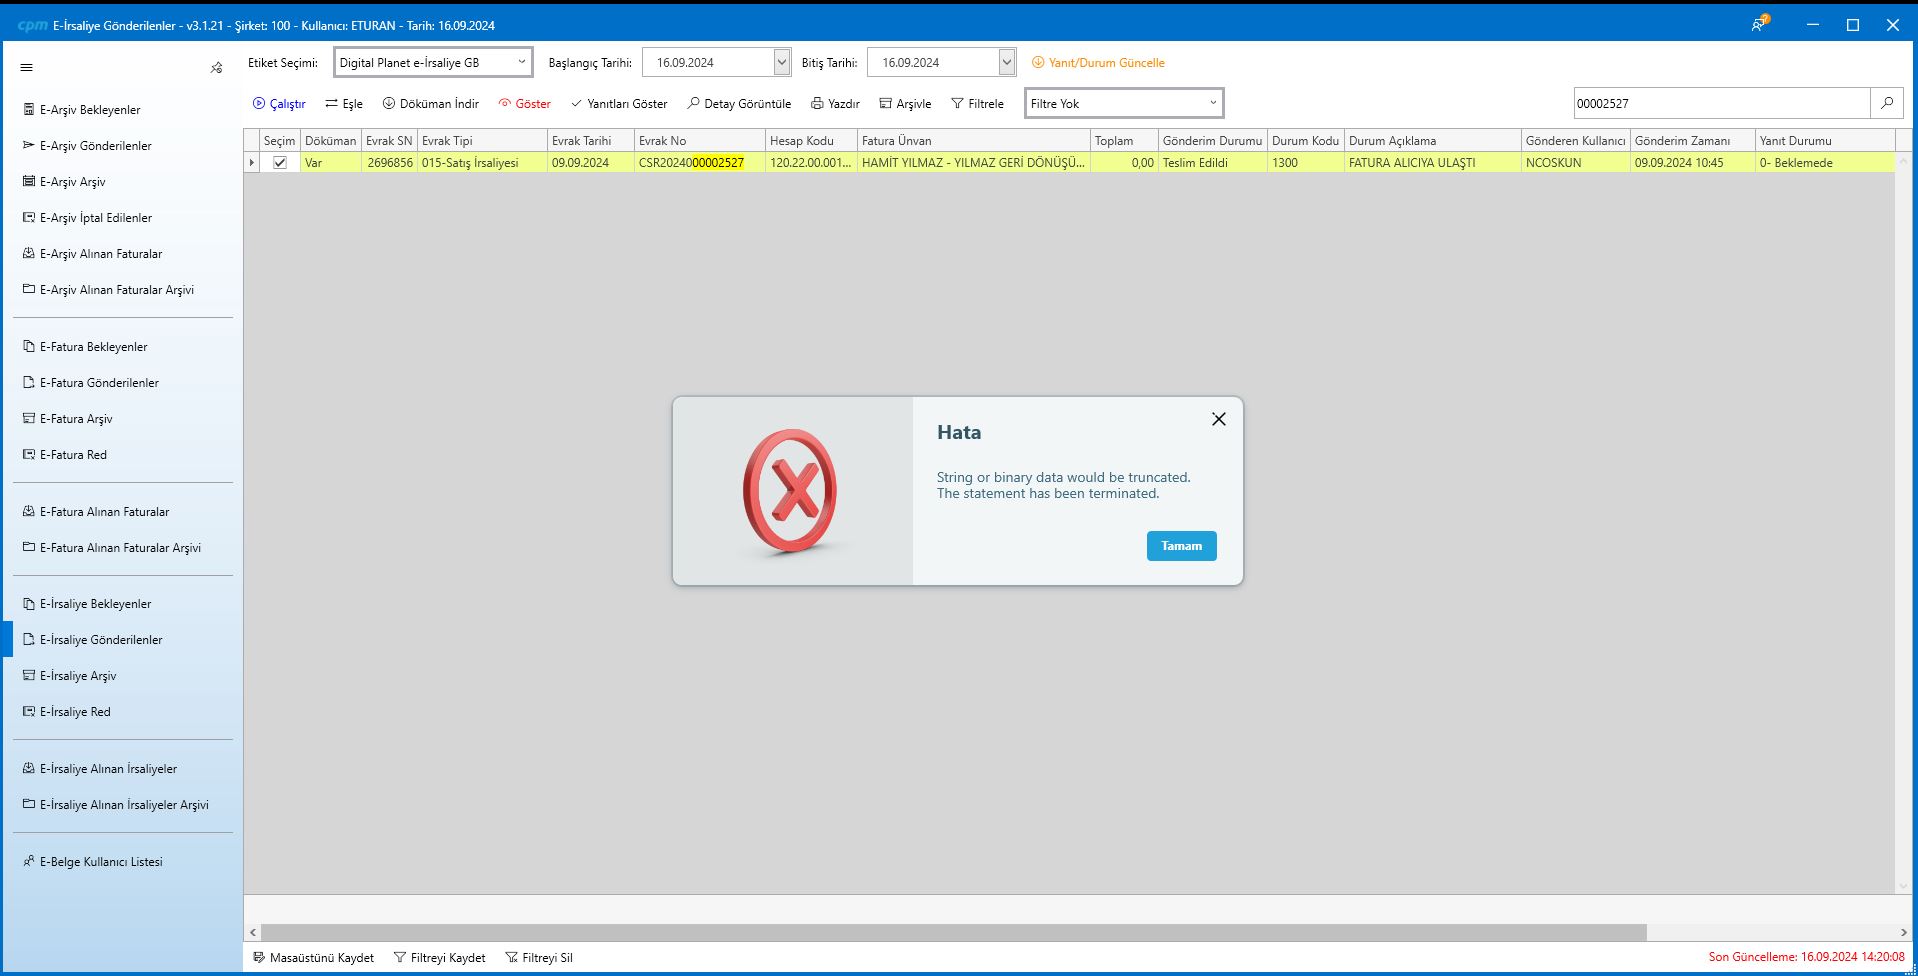 cpm E-İrsaliye Gönderilenler - v3.1.21 - Şirket: 100 - Kullanıcı: ETURAN - Tarih: 16.09.2024
Etiket Seçimi: Digital Planet e-İrsaliye GB Başlangıç Tarihi: 16.09.2024 Bitiş Tarihi: 16.09.2024 Yanıt/Durum Güncelle
Çalıştır Eşle Döküman İndir Göster Yanıtları Göster Detay Görüntüle Yazdır Arşivle Filtrele Filtre Yok 00002527
Seçim Döküman Evrak SN Evrak Tipi Evrak Tarihi Evrak No Hesap Kodu Fatura Ünvan Toplam Gönderim Durumu Durum Kodu Durum Açıklama Gönderen Kullanıcı Gönderim Zamanı Yanıt Durumu
Var 2696856 015-Satış İrsaliyesi 09.09.2024 CSR2024000002527 120.22.00.001... HAMİT YILMAZ - YILMAZ GERİ DÖNÜŞÜ... 0,00 Teslim Edildi 1300 FATURA ALICIYA ULAŞTI NCOSKUN 09.09.2024 10:45 0- Beklemede
E-Arşiv Bekleyenler
E-Arşiv Gönderilenler
E-Arşiv Arşiv
E-Arşiv İptal Edilenler
E-Arşiv Alınan Faturalar
E-Arşiv Alınan Faturalar Arşivi
E-Fatura Bekleyenler
E-Fatura Gönderilenler
E-Fatura Arşiv
E-Fatura Red
E-Fatura Alınan Faturalar
E-Fatura Alınan Faturalar Arşivi
E-İrsaliye Bekleyenler
E-İrsaliye Gönderilenler
E-İrsaliye Arşiv
E-İrsaliye Red
E-İrsaliye Alınan İrsaliyeler
E-İrsaliye Alınan İrsaliyeler Arşivi
E-Belge Kullanıcı Listesi
Hata
String or binary data would be truncated.
The statement has been terminated.
Tamam
Masaüstünü Kaydet Filtreyi Kaydet Filtreyi Sil Son Güncelleme: 16.09.2024 14:20:08